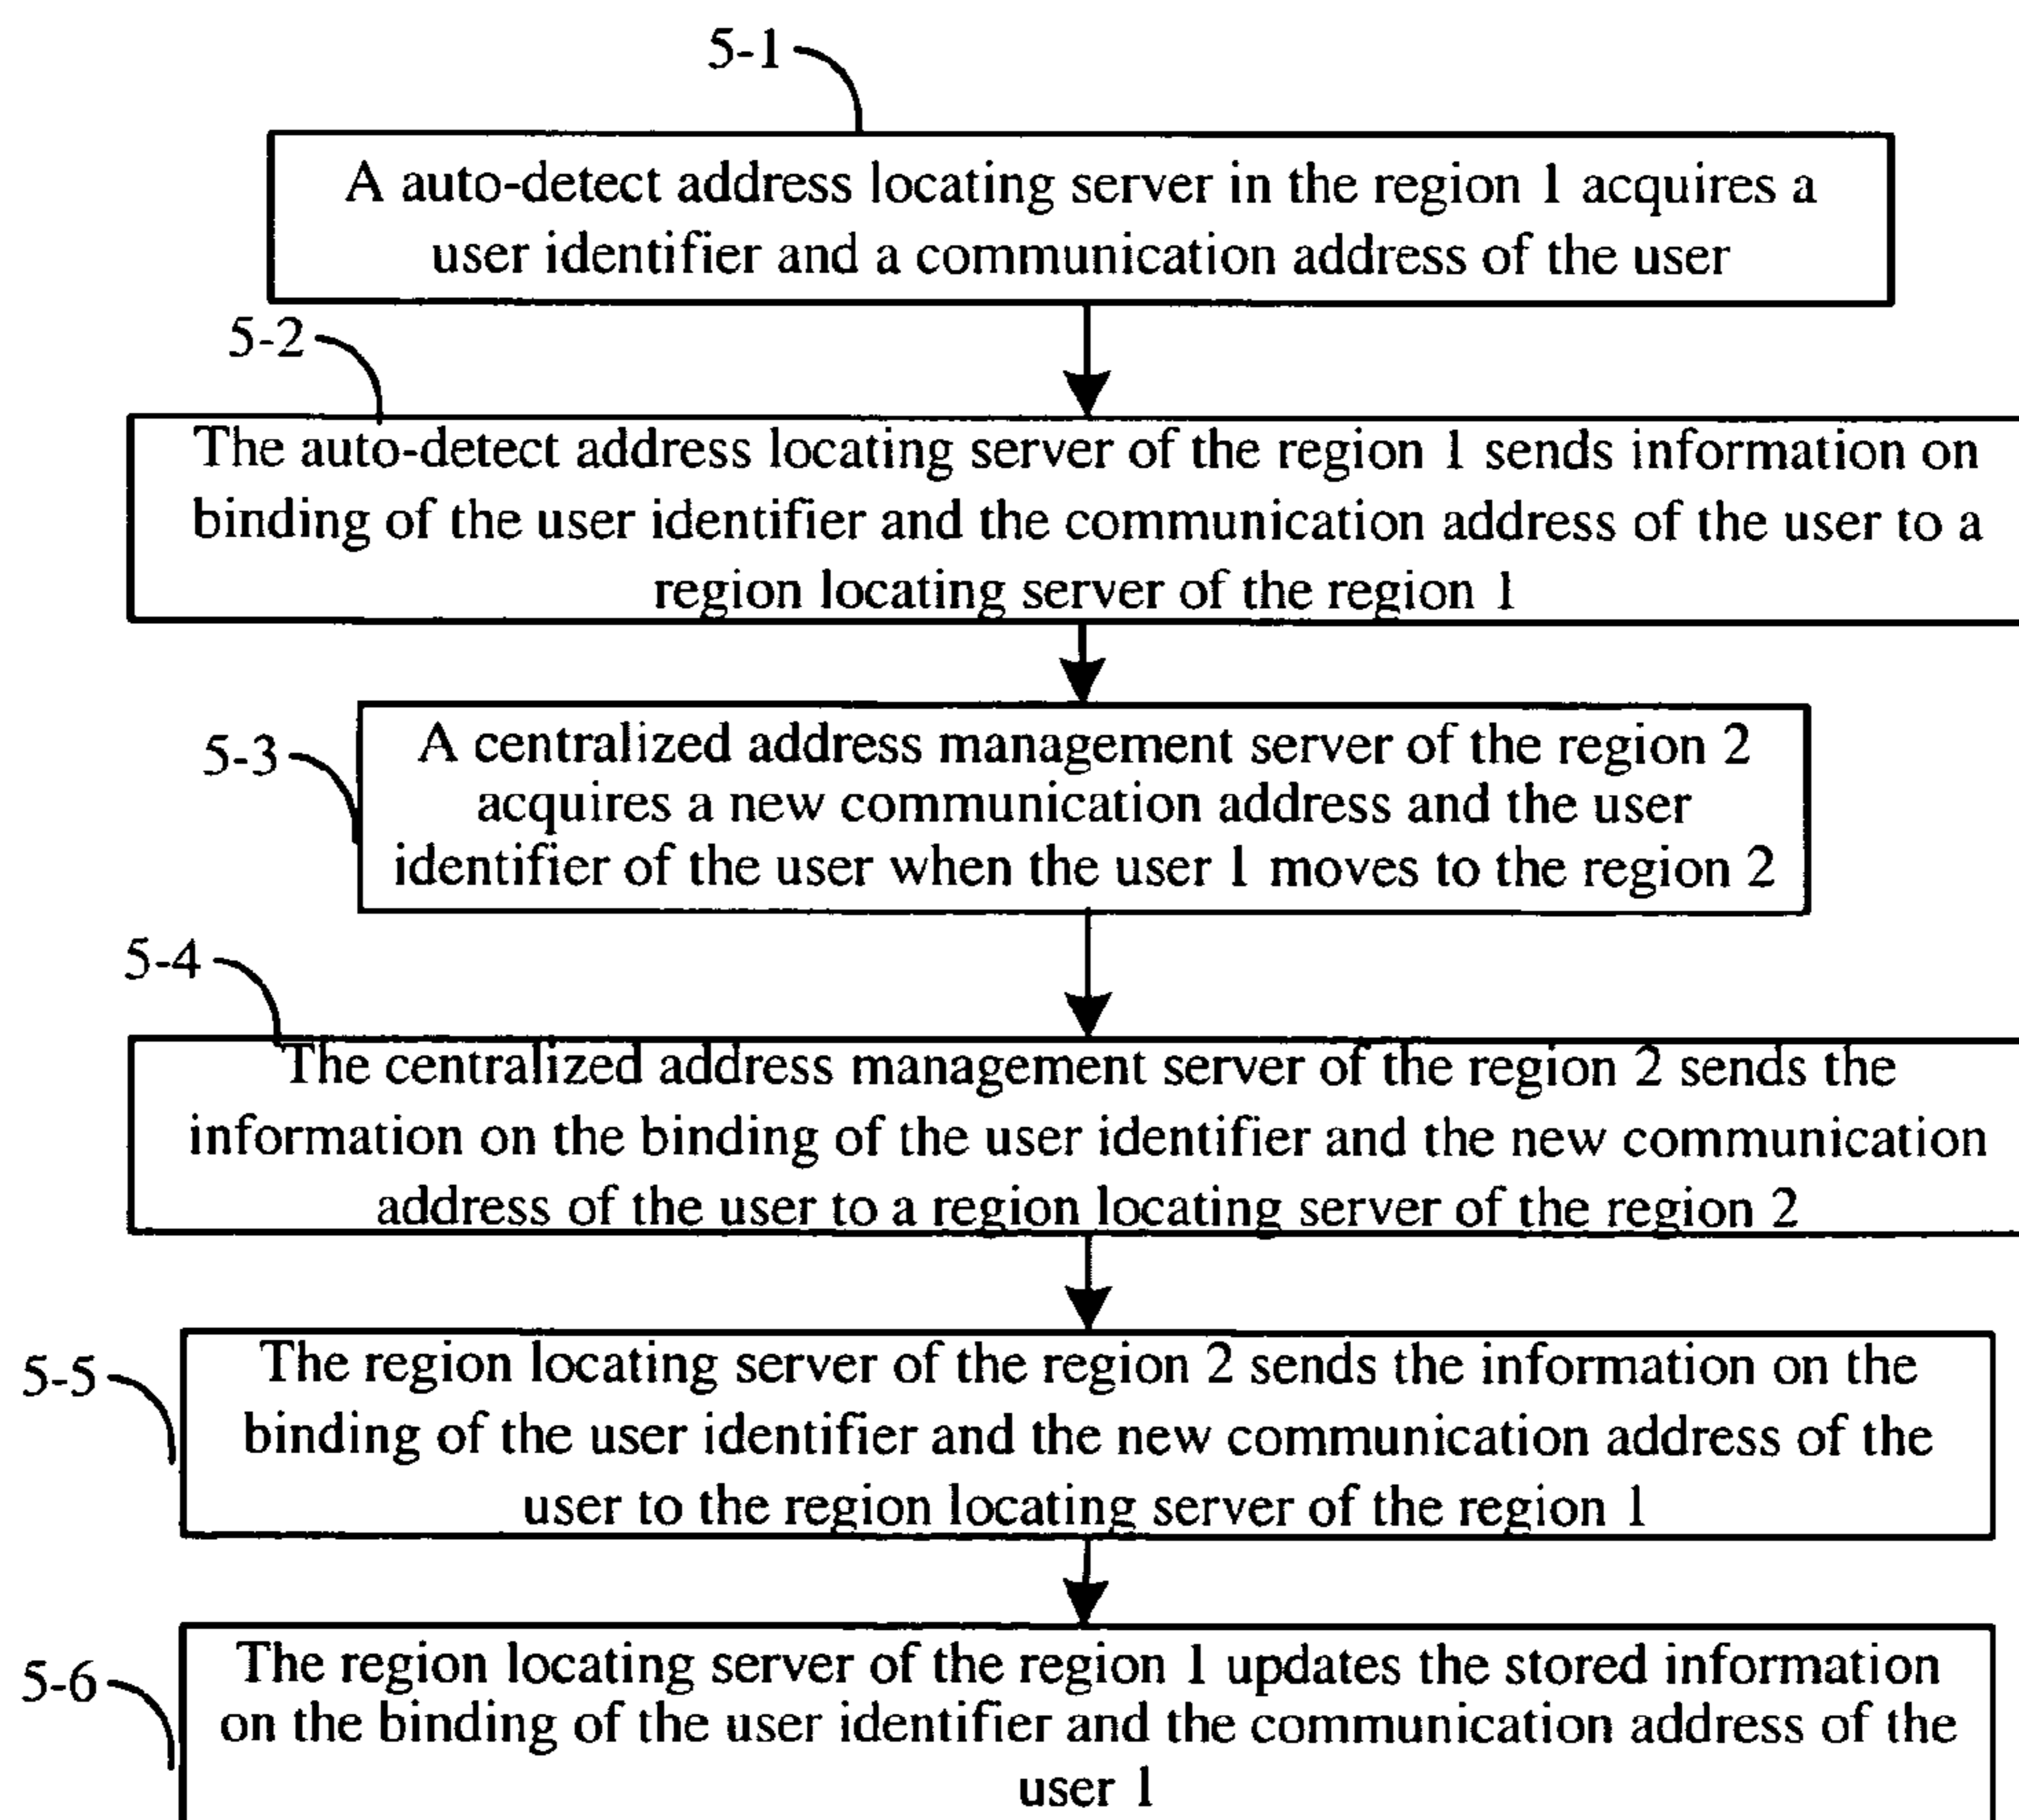 5-1
A auto-detect address locating server in the region 1 acquires a
user identifier and a communication address of the user
5-2
The auto-detect address locating server of the region 1 sends information on
binding of the user identifier and the communication address of the user to a
region locating server of the region 1
5-3
A centralized address management server of the region 2
acquires a new communication address and the user
identifier of the user when the user 1 moves to the region 2
5-4
The centralized address management server of the region 2 sends the
information on the binding of the user identifier and the new communication
address of the user to a region locating server of the region 2
5-5
The region locating server of the region 2 sends the information on the
binding of the user identifier and the new communication address of the
user to the region locating server of the region 1
5-6
The region locating server of the region 1 updates the stored information
on the binding of the user identifier and the communication address of the
user 1